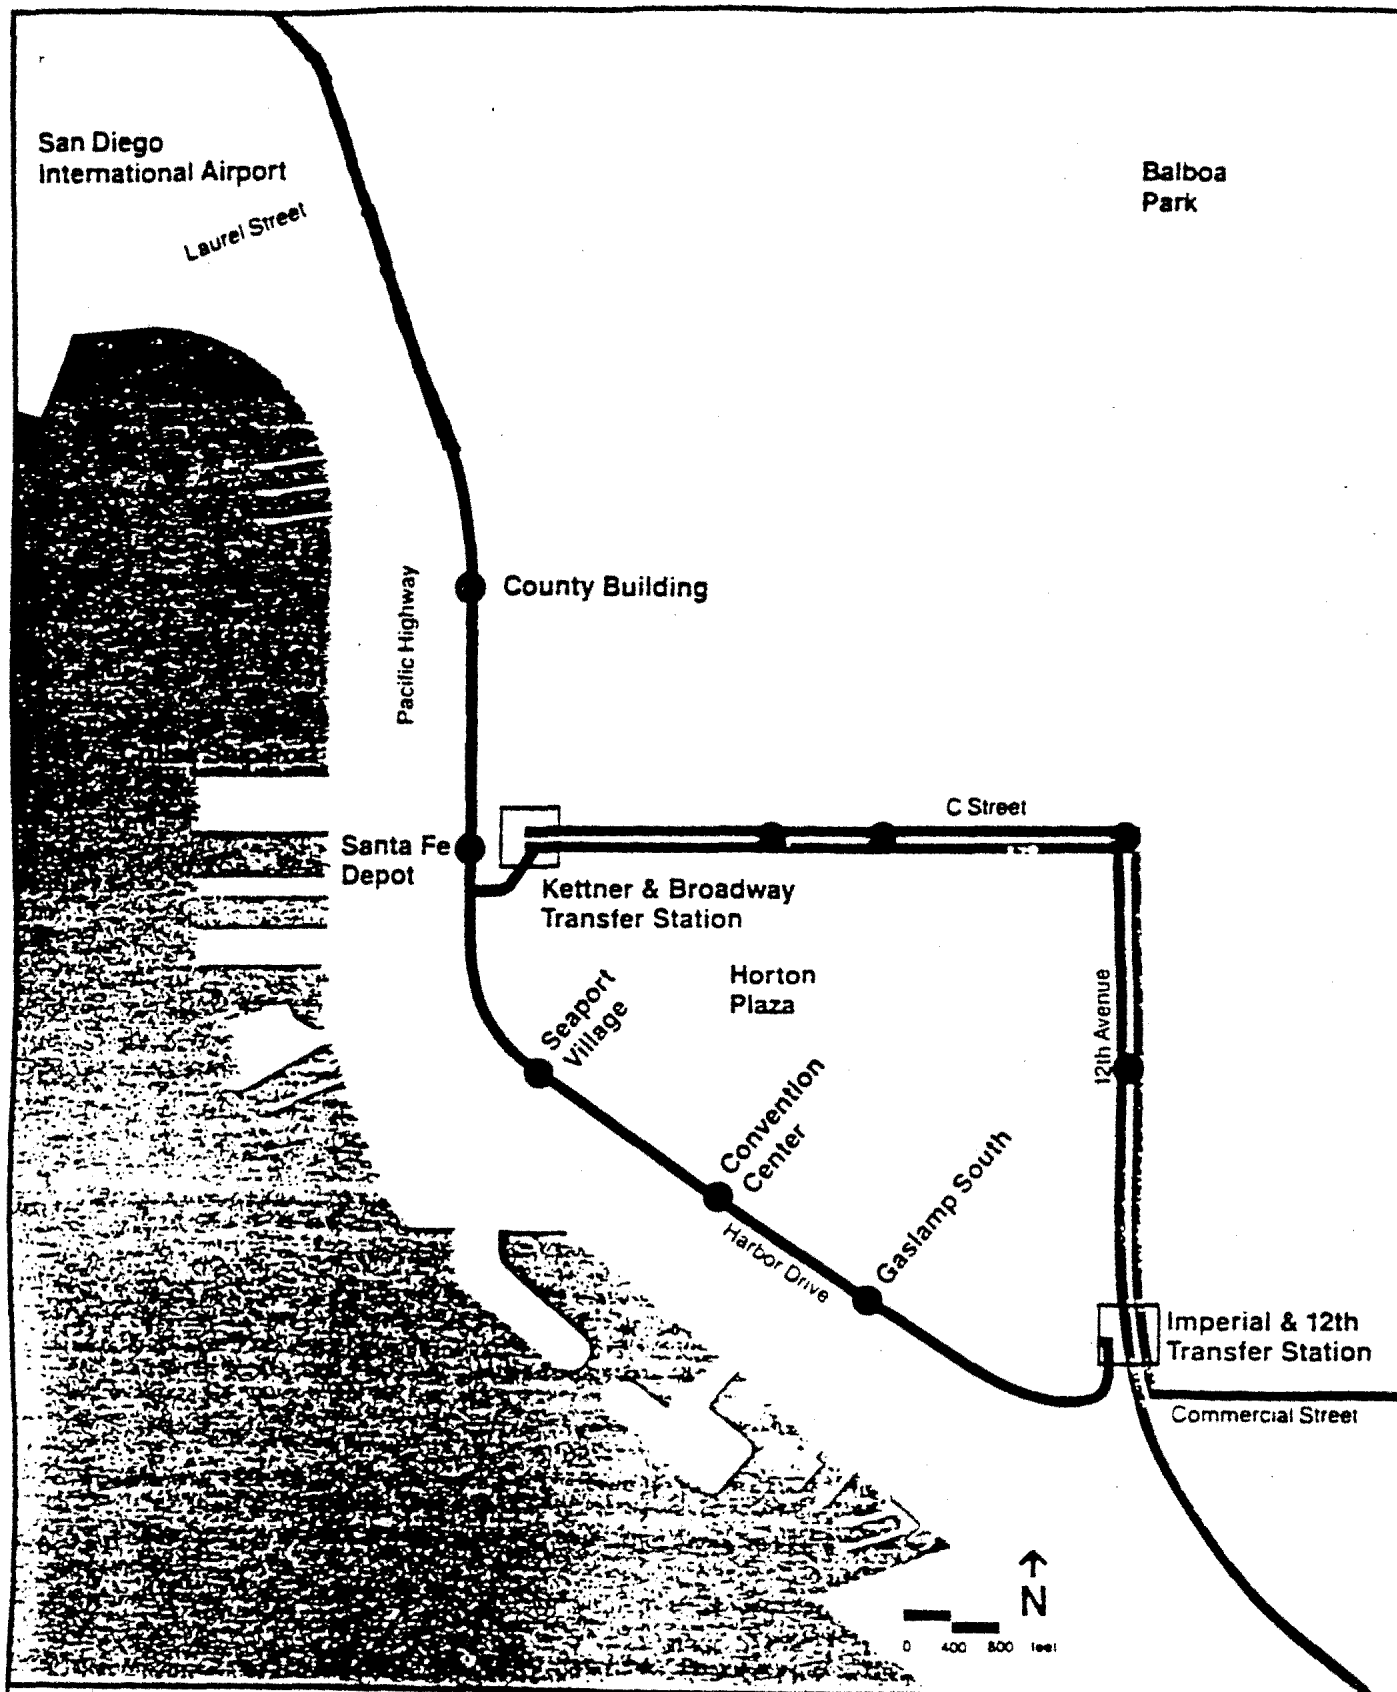 San Diego
International Airport
Laurel Street
Balboa
Park
Pacific Highway
County Building
C Street
Santa Fe
Depot
Kettner & Broadway
Transfer Station
Horton
Plaza
Seaport
Village
12th Avenue
Convention
Center
Gaslamp South
Harbor Drive
Imperial & 12th
Transfer Station
Commercial Street
N
0 400 800 feet